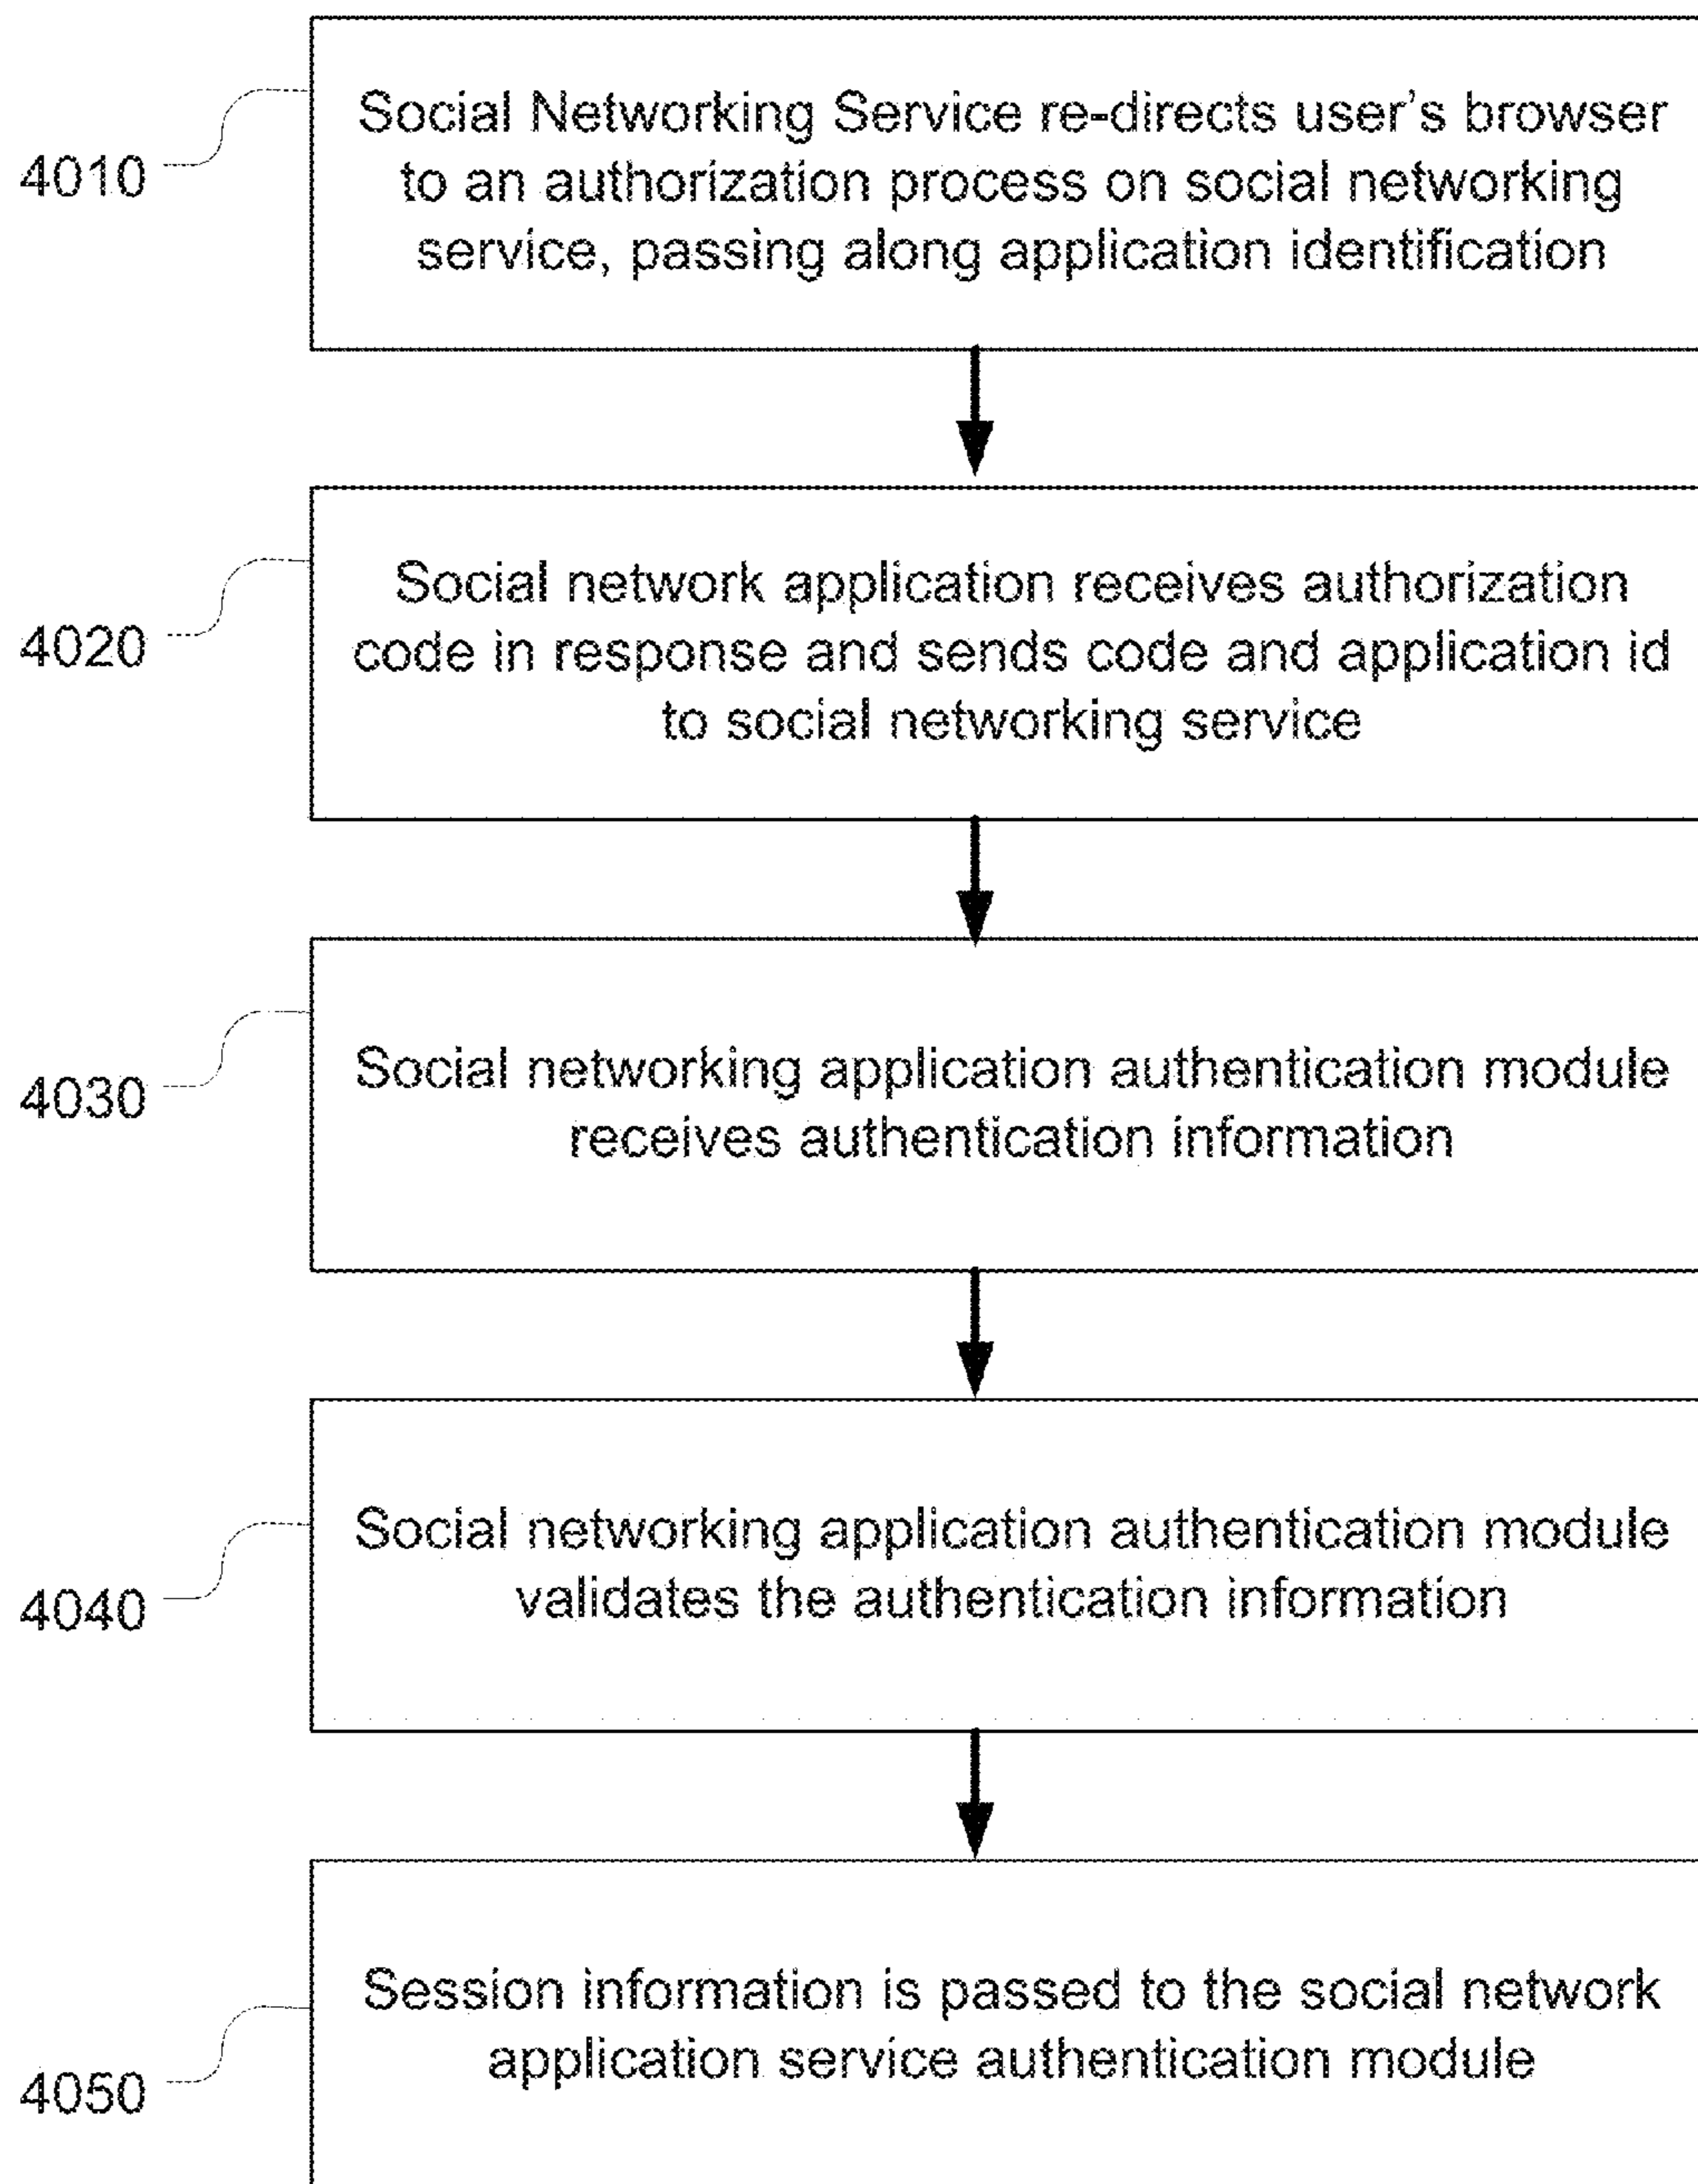 Social Networking Service re-directs user's browser
to an authorization process on social networking
service, passing along application identification
4010
Social network application receives authorization
code in response and sends code and application id
to social networking service
4020
Social networking application authentication module
receives authentication information
4030
Social networking application authentication module
validates the authentication information
4040
Session information is passed to the social network
application service authentication module
4050